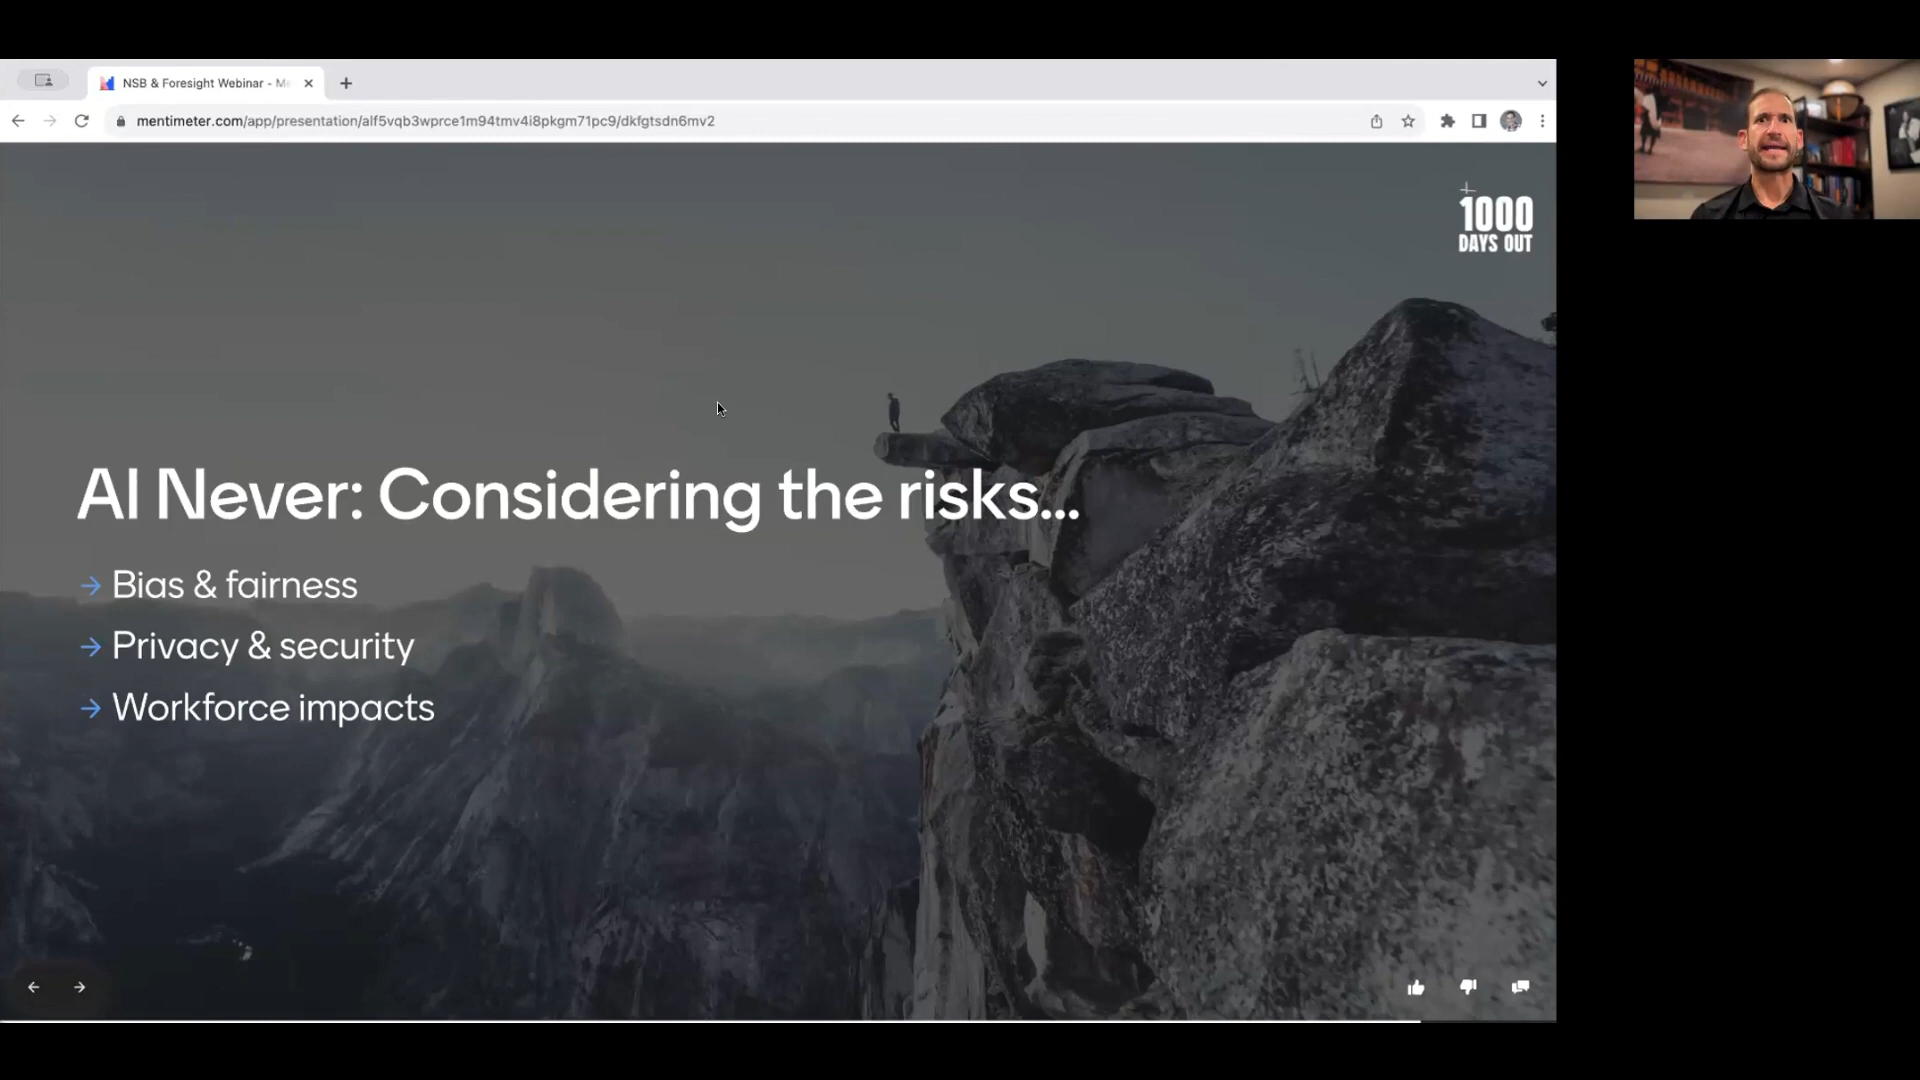 NSB & Foresight Webinar - Me
mentimeter.com/app/presentation/alf5vqb3wprce1m94tmv4i8pkgm71pc9/dkfgtsdn6mv2
1000
DAYS OUT
AI Never: Considering the risks...
→ Bias & fairness
→ Privacy & security
→ Workforce impacts